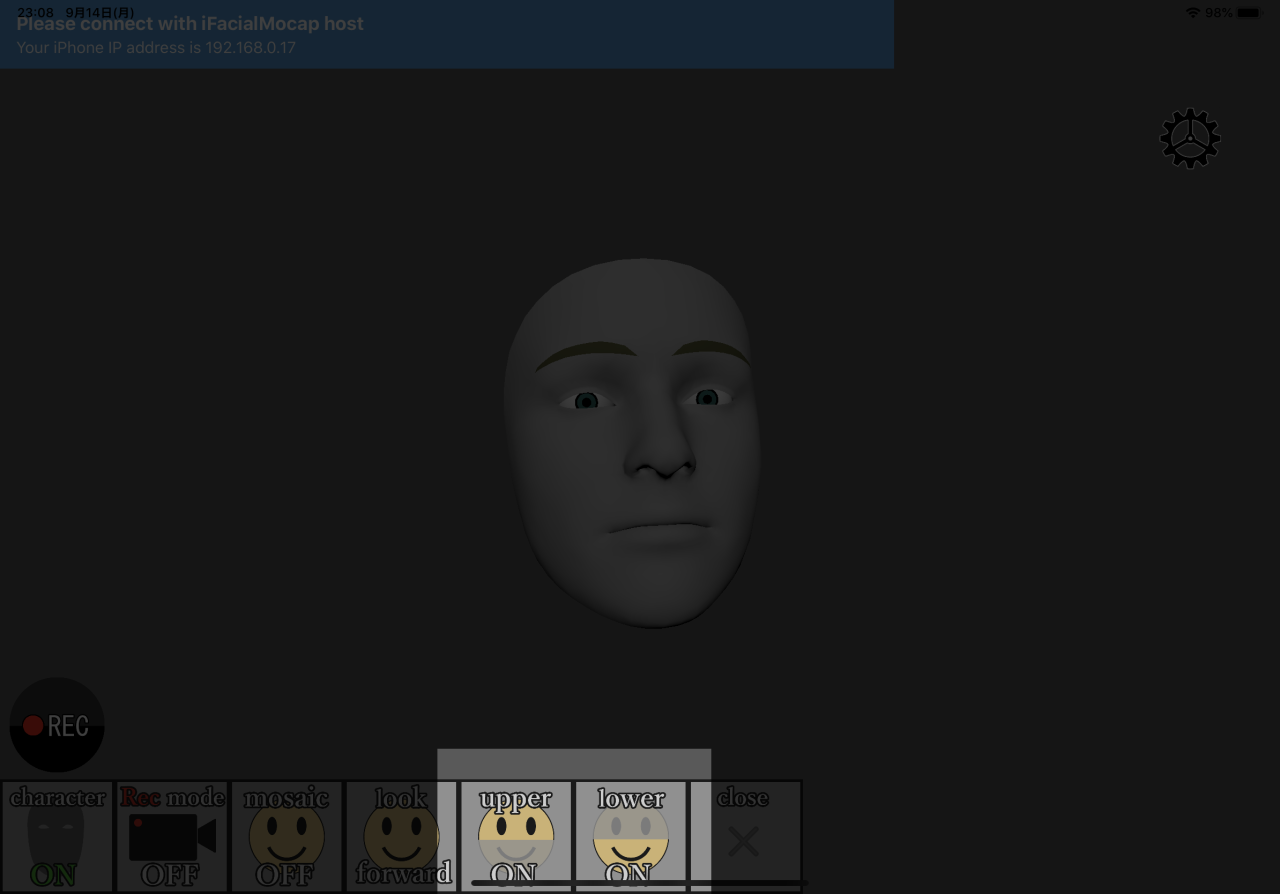 23:08 9月14日(月)
98%
Please connect with iFacialMocap host
Your iPhone IP address is 192.168.0.17
REC
character
ON
Rec mode
OFF
mosaic
OFF
look
forward
upper
ON
lower
ON
close